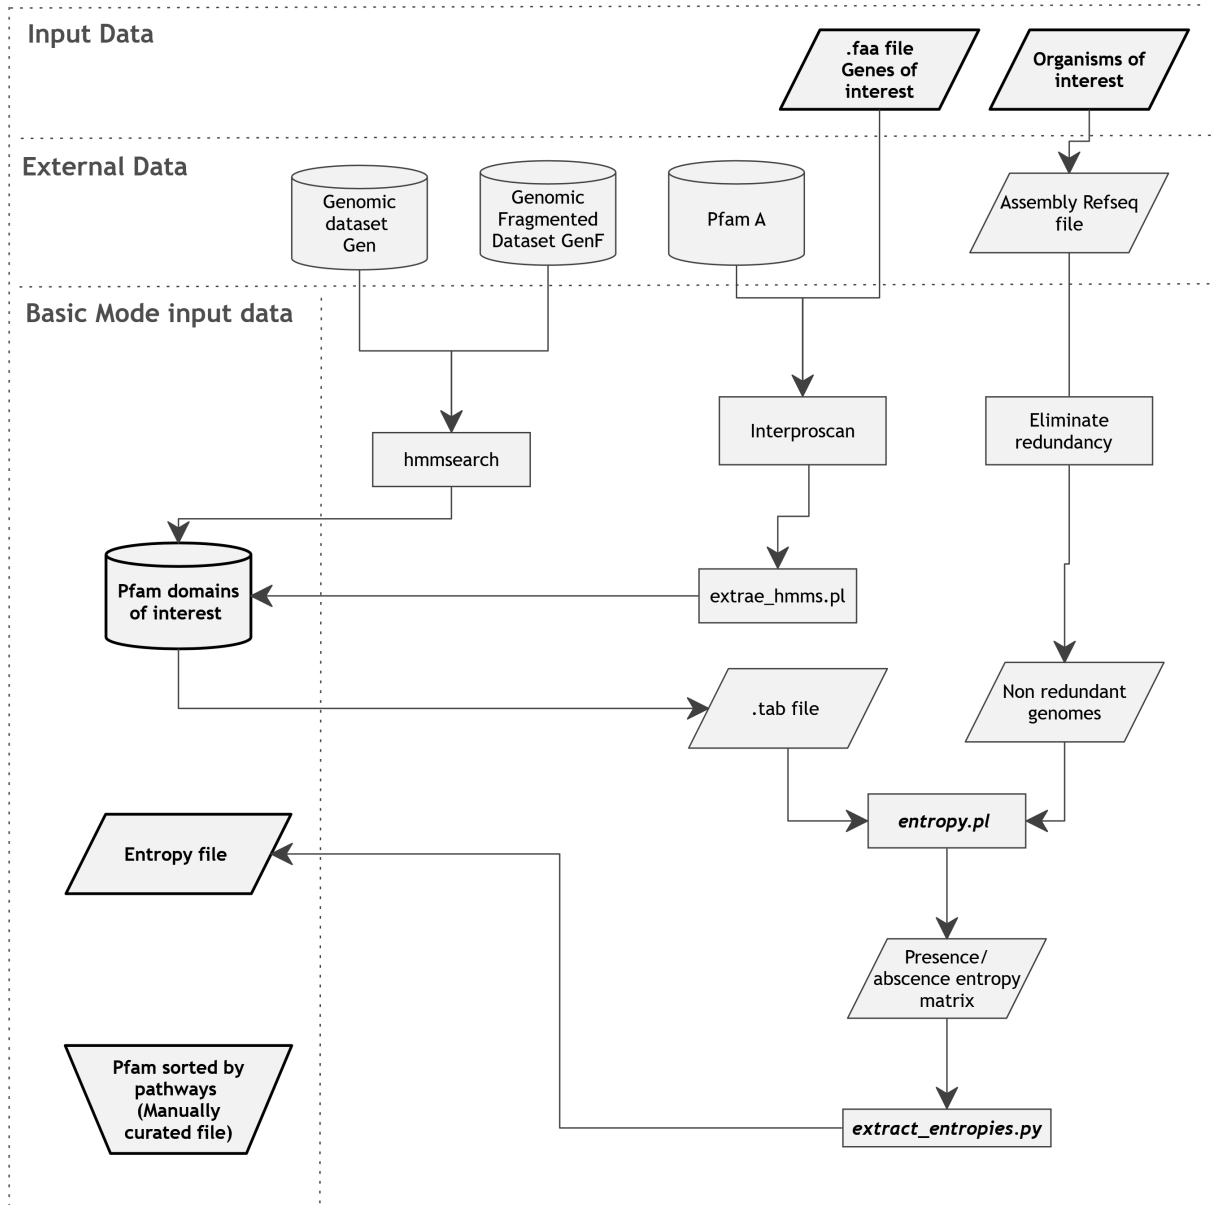 Input Data
.faa file
Genes of
interest
Organisms of
interest
External Data
Genomic
dataset
Gen
Genomic
Fragmented
Dataset GenF
Pfam A
Assembly Refseq
file
Basic Mode input data
Interproscan
Eliminate
redundancy
hmmsearch
Pfam domains
of interest
extrae_hmms.pl
.tab file
Non redundant
genomes
entropy.pl
Entropy file
Presence/
abscence entropy
matrix
Pfam sorted by
pathways
(Manually
curated file)
extract_entropies.py